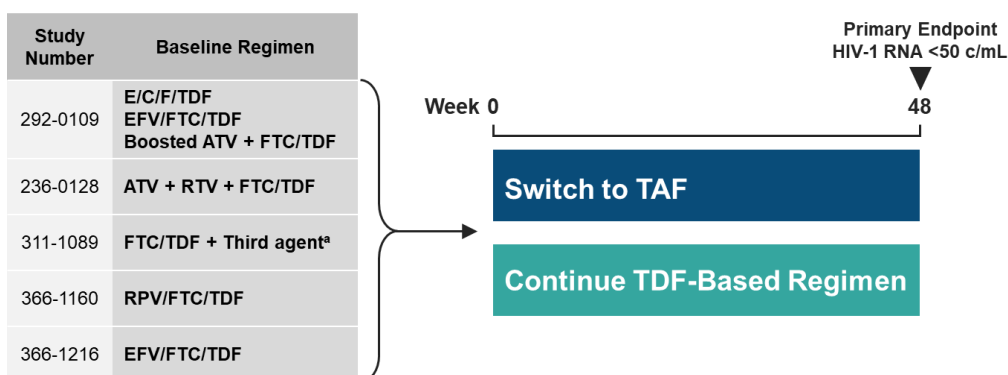 Study
Number
Baseline Regimen
292-0109
E/C/F/TDF
EFV/FTC/TDF
Boosted ATV + FTC/TDF
236-0128
ATV + RTV + FTC/TDF
311-1089
FTC/TDF + Third agentª
366-1160
RPV/FTC/TDF
366-1216
EFV/FTC/TDF
Primary Endpoint
HIV-1 RNA <50 c/mL
Week 0
48
Switch to TAF
Continue TDF-Based Regimen